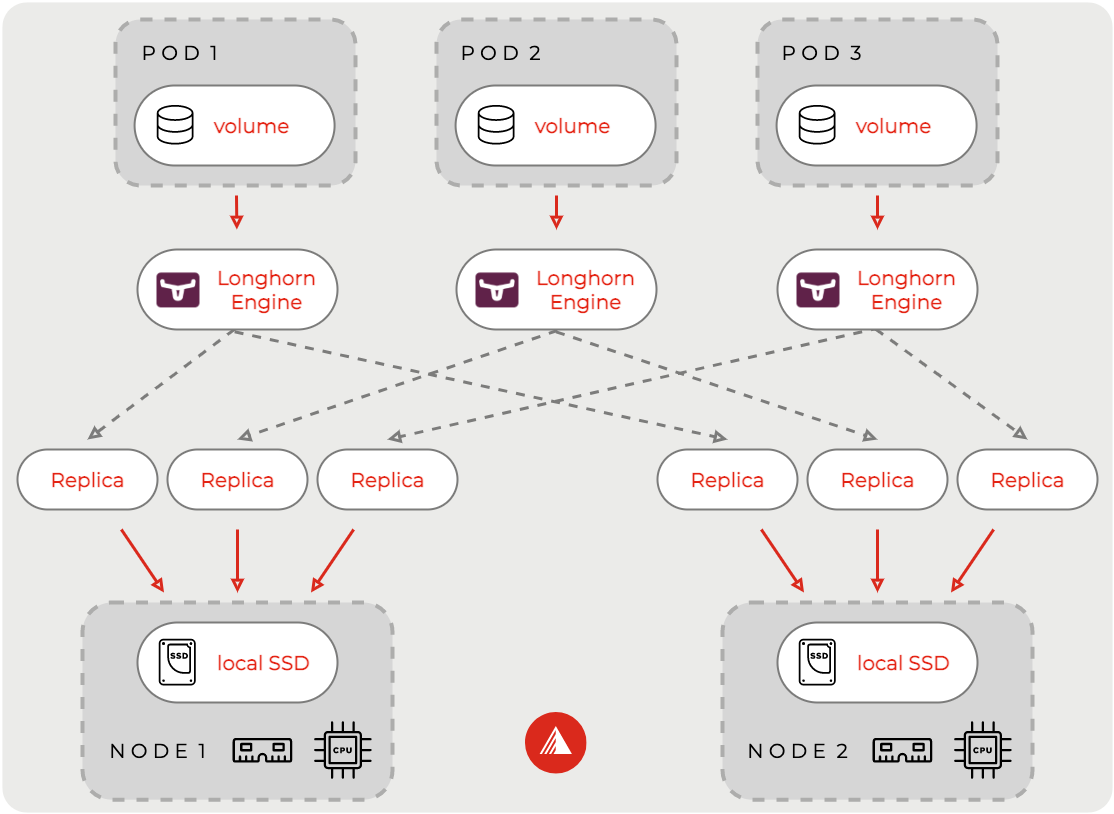 POD 1
POD 2
POD 3
volume
volume
volume
Longhorn
Engine
Longhorn
Engine
Longhorn
Engine
Replica
Replica
Replica
Replica
Replica
Replica
SSD
local SSD
SSD
local SSD
NODE 1
CPU
NODE 2
CPU